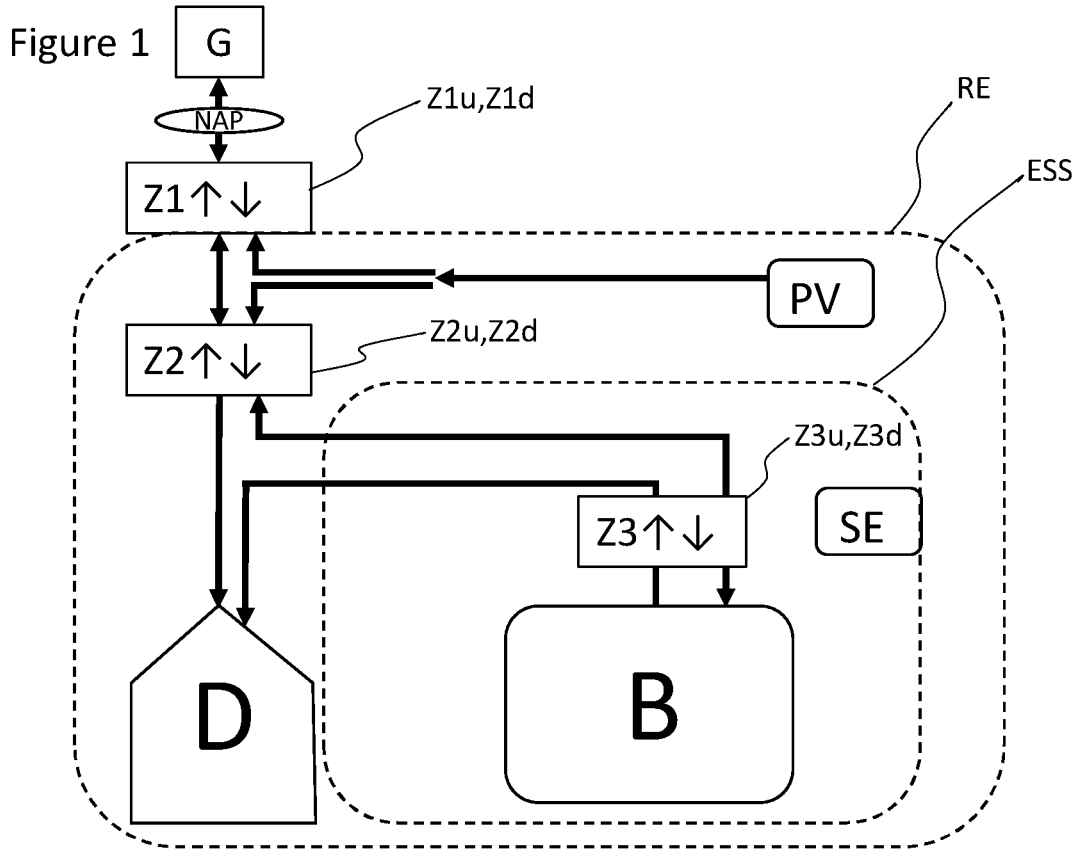 Figure 1
G
NAP
Z1u,Z1d
RE
ESS
Z1↑↓
PV
Z2u,Z2d
Z2↑↓
Z3u,Z3d
Z3↑↓
SE
D
B